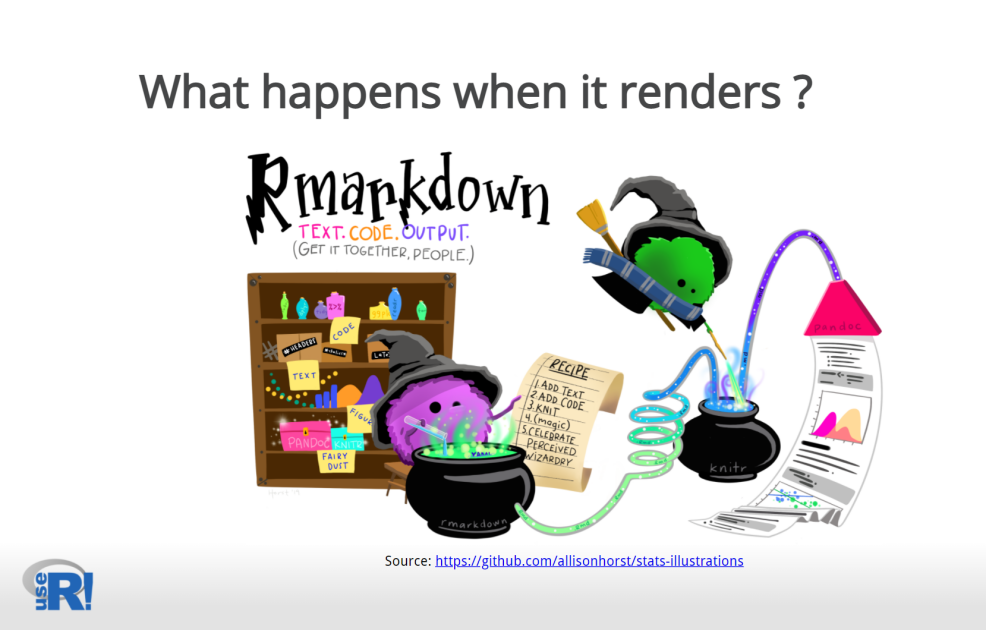 What happens when it renders ?
Rmarkdown
TEXT. CODE. OUTPUT.
(GET IT TOGETHER, PEOPLE.)
CODE
# HEADERS
TEXT
PANDOC
KNITR
FAIRY
DUST
YAML
rmarkdown
RECIPE
1. ADD TEXT
2. ADD CODE
3. KNIT
4. (magic)
5. CELEBRATE
PERCEIVED
WIZARDRY
knitr
pandoc
Source: https://github.com/allisonhorst/stats-illustrations
useR!